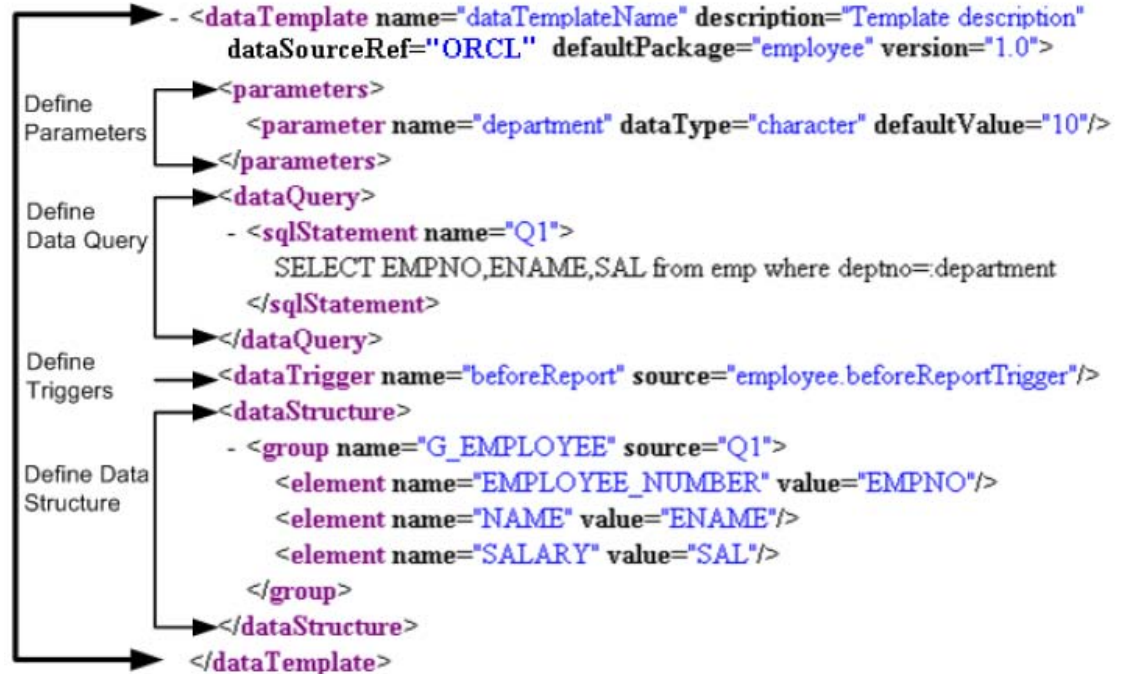 - <dataTemplate name="dataTemplateName" description="Template description"
dataSourceRef="ORCL" defaultPackage="employee" version="1.0">
Define
Parameters
<parameters>
<parameter name="department" dataType="character" defaultValue="10"/>
</parameters>
Define
Data Query
<dataQuery>
- <sqlStatement name="Q1">
SELECT EMPNO,ENAME,SAL from emp where deptno=:department
</sqlStatement>
</dataQuery>
Define
Triggers
<dataTrigger name="beforeReport" source="employee.beforeReportTrigger"/>
Define Data
Structure
<dataStructure>
- <group name="G_EMPLOYEE" source="Q1">
<element name="EMPLOYEE_NUMBER" value="EMPNO"/>
<element name="NAME" value="ENAME"/>
<element name="SALARY" value="SAL"/>
</group>
</dataStructure>
</dataTemplate>